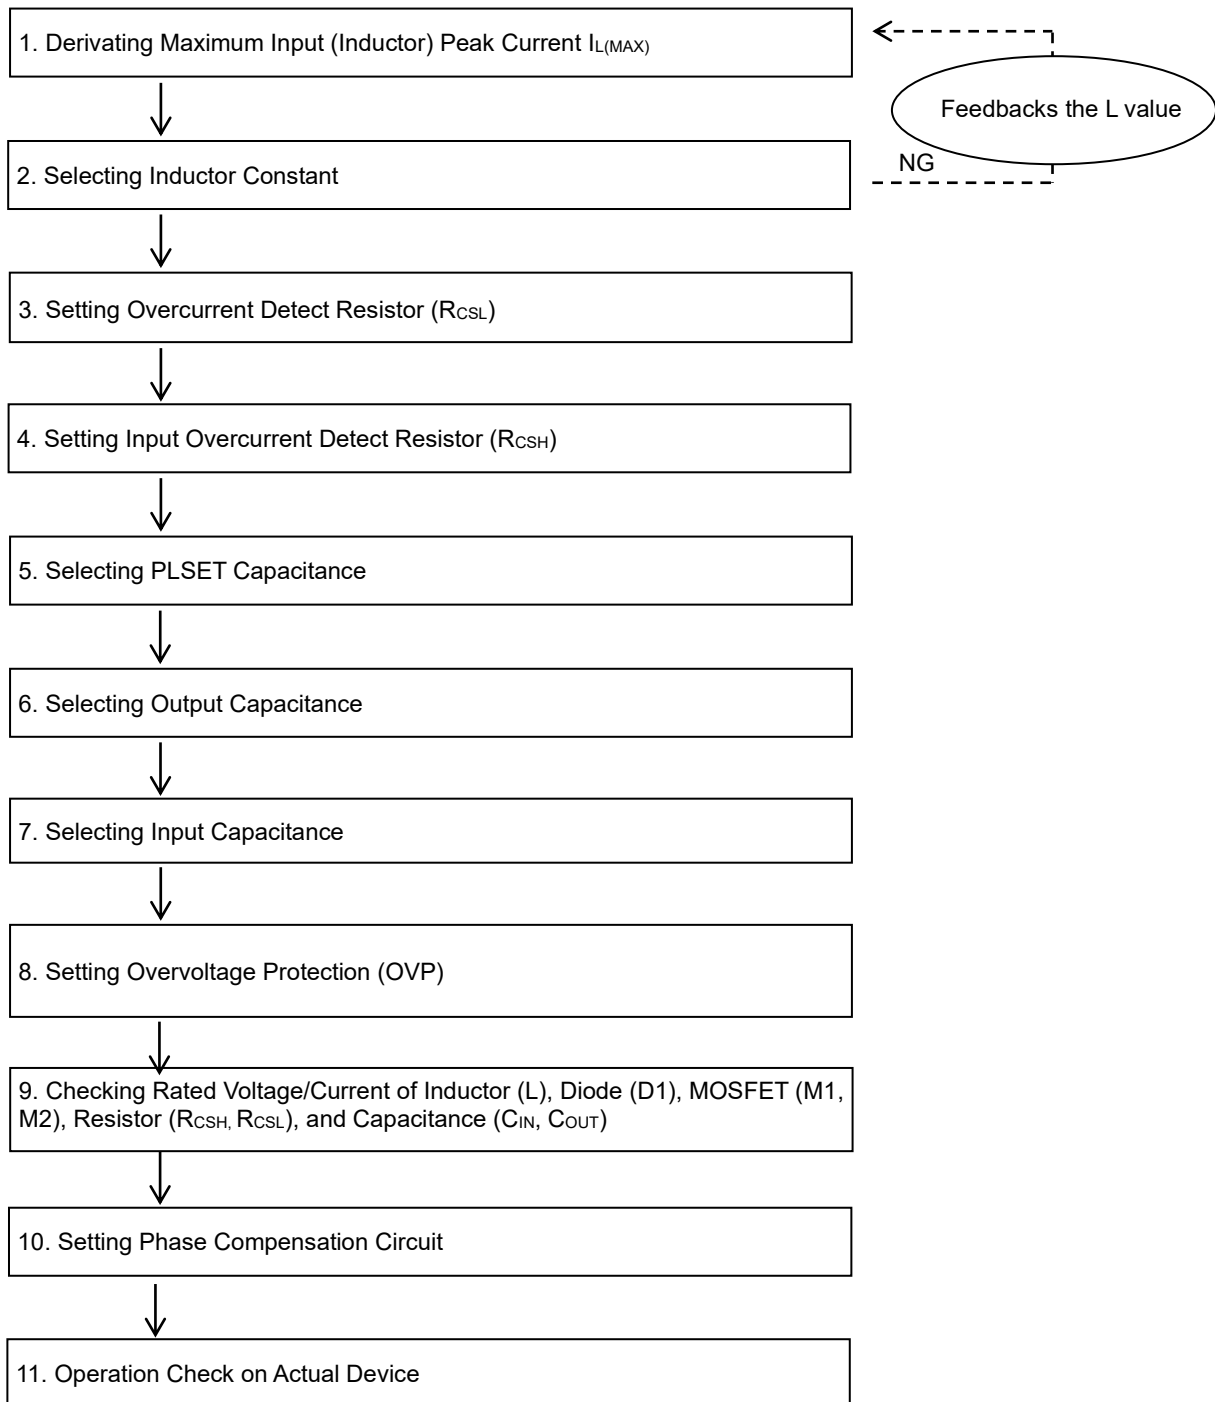 1. Derivating Maximum Input (Inductor) Peak Current IL(MAX)
Feedbacks the L value
NG
2. Selecting Inductor Constant
3. Setting Overcurrent Detect Resistor (RCSL)
4. Setting Input Overcurrent Detect Resistor (RCSH)
5. Selecting PLSET Capacitance
6. Selecting Output Capacitance
7. Selecting Input Capacitance
8. Setting Overvoltage Protection (OVP)
9. Checking Rated Voltage/Current of Inductor (L), Diode (D1), MOSFET (M1,
M2), Resistor (RCSH, RCSL), and Capacitance (CIN, COUT)
10. Setting Phase Compensation Circuit
11. Operation Check on Actual Device